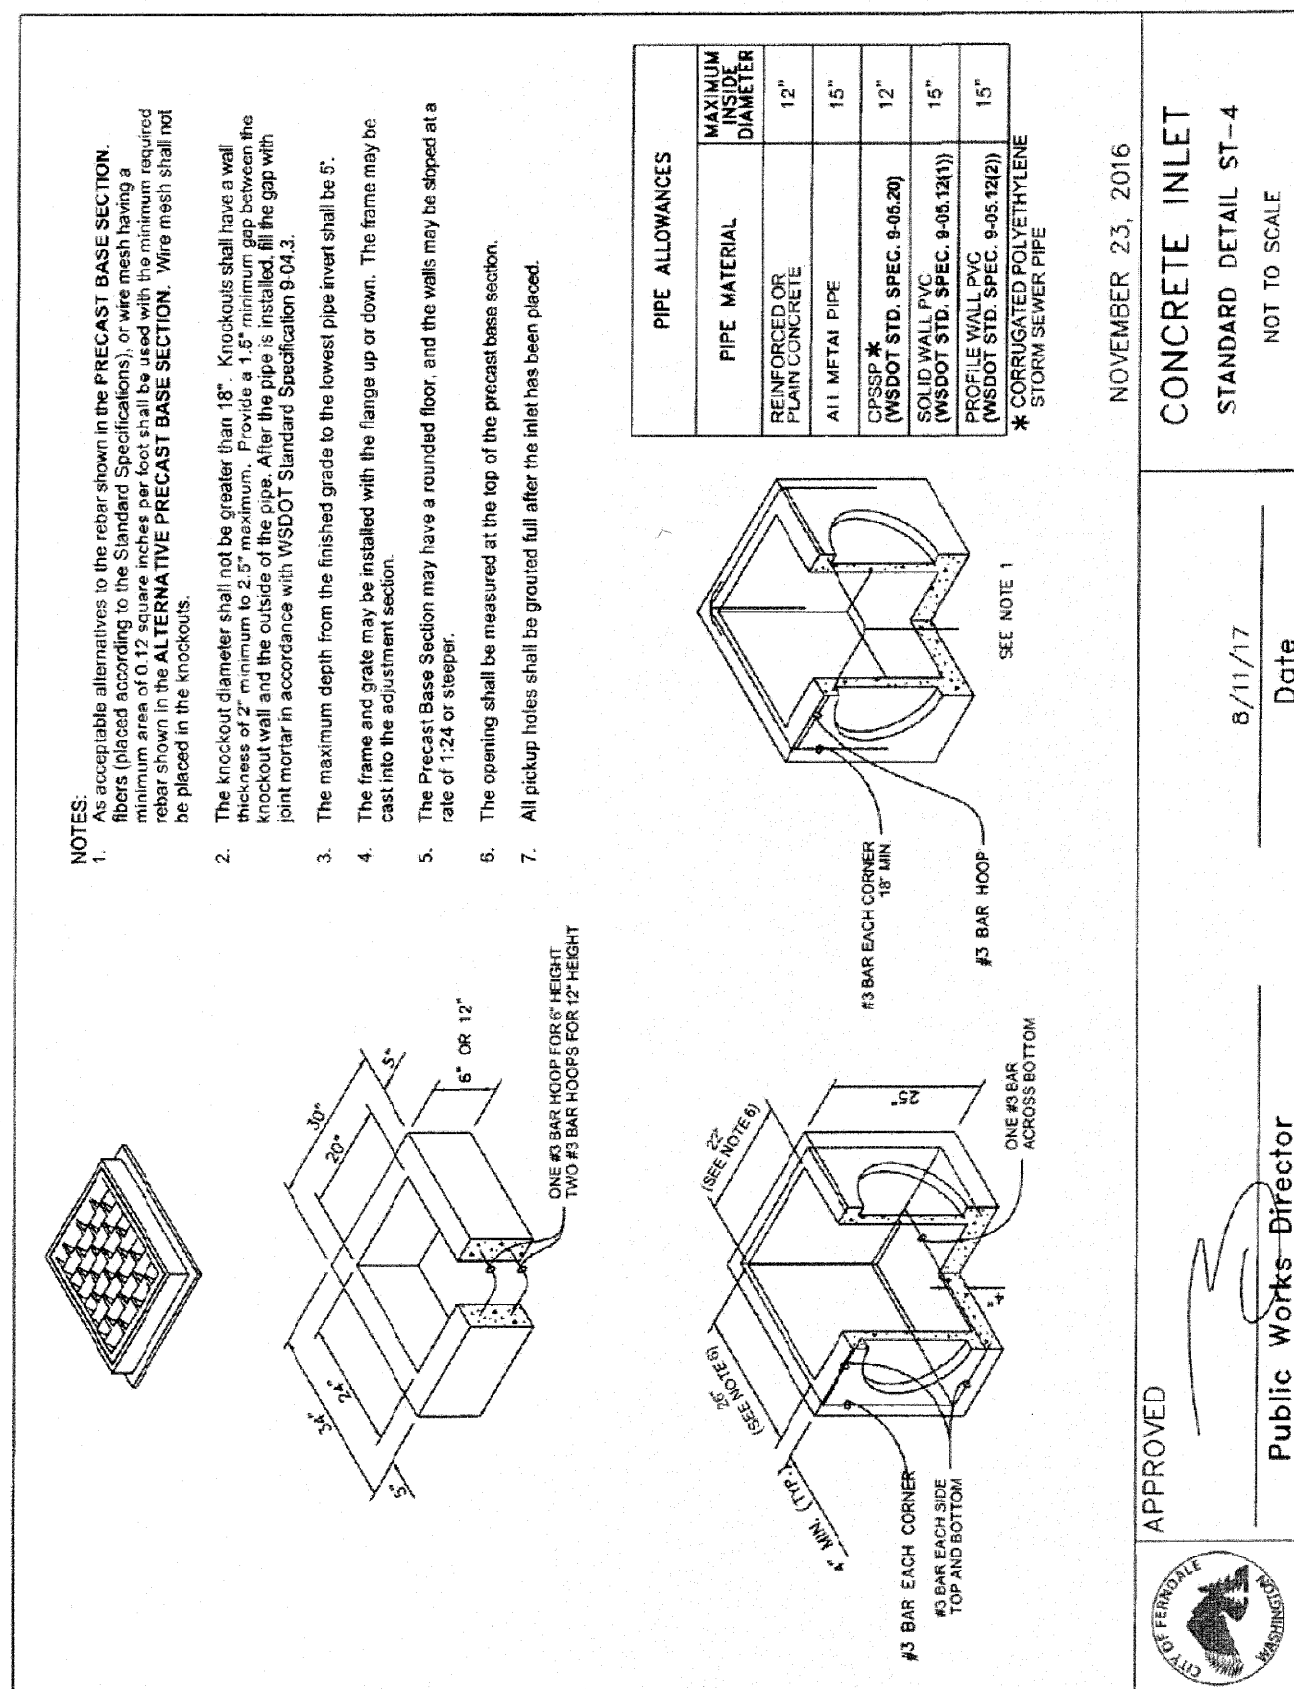 NOTES:
1. As acceptable alternatives to the rebar shown in the PRECAST BASE SECTION.
fibers (placed according to the Standard Specifications), or wire mesh having a
minimum area of 0.12 square inches per foot shall be used with the minimum required
rebar shown in the ALTERNATIVE PRECAST BASE SECTION. Wire mesh shall not
be placed in the knockouts.
2. The knockout diameter shall not be greater than 18". Knockouts shall have a wall
thickness of 2" minimum to 2.5" maximum. Provide a 1.5" minimum gap between the
knockout wall and the outside of the pipe. After the pipe is installed, fill the gap with
joint mortar in accordance with WSDOT Standard Specification 9-04.3.
3. The maximum depth from the finished grade to the lowest pipe invert shall be 5'.
4. The frame and grate may be installed with the flange up or down. The frame may be
cast into the adjustment section.
5. The Precast Base Section may have a rounded floor, and the walls may be sloped at a
rate of 1:24 or steeper.
6. The opening shall be measured at the top of the precast base section.
7. All pickup holes shall be grouted full after the inlet has been placed.
34"
24"
5"
30"
20"
5"
6" OR 12"
ONE #3 BAR HOOP FOR 6" HEIGHT
TWO #3 BAR HOOPS FOR 12" HEIGHT
26"
(SEE NOTE 6)
22"
(SEE NOTE 6)
4" MIN. (TYP.)
25"
4"
#3 BAR EACH CORNER
#3 BAR EACH SIDE
TOP AND BOTTOM
ONE #3 BAR
ACROSS BOTTOM
#3 BAR EACH CORNER
18" MIN
#3 BAR HOOP
SEE NOTE 1
PIPE ALLOWANCES
PIPE MATERIAL
MAXIMUM
INSIDE
DIAMETER
REINFORCED OR
PLAIN CONCRETE
12"
ALL METAL PIPE
15"
CPSSP *
(WSDOT STD. SPEC. 9-05.20)
12"
SOLID WALL PVC
(WSDOT STD. SPEC. 9-05.12(1))
15"
PROFILE WALL PVC
(WSDOT STD. SPEC. 9-05.12(2))
15"
* CORRUGATED POLYETHYLENE
STORM SEWER PIPE
NOVEMBER 23, 2016
CITY OF FERNDALE
WASHINGTON
APPROVED
Public Works Director
8/11/17
Date
CONCRETE INLET
STANDARD DETAIL ST-4
NOT TO SCALE